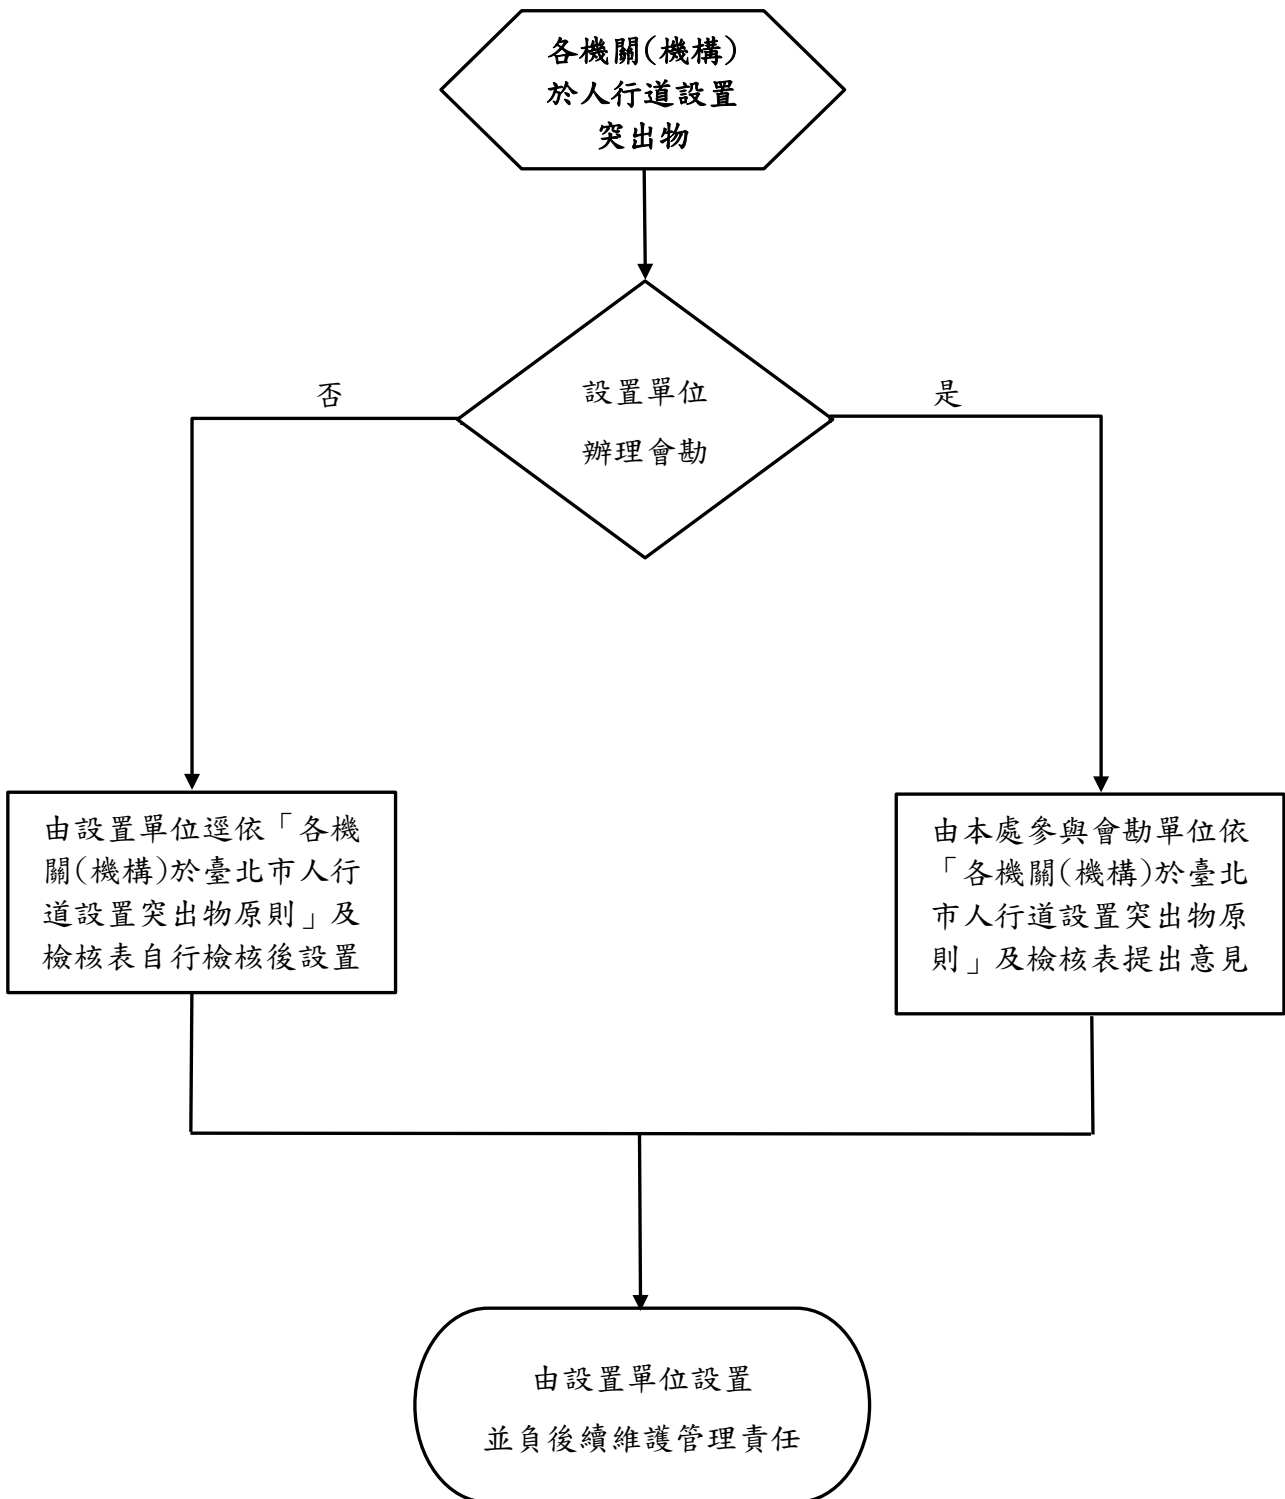 各機關(機構)
於人行道設置
突出物
設置單位
辦理會勘
否
是
由設置單位逕依「各機
關(機構)於臺北市人行
道設置突出物原則」及
檢核表自行檢核後設置
由本處參與會勘單位依
「各機關(機構)於臺北
市人行道設置突出物原
則」及檢核表提出意見
由設置單位設置
並負後續維護管理責任